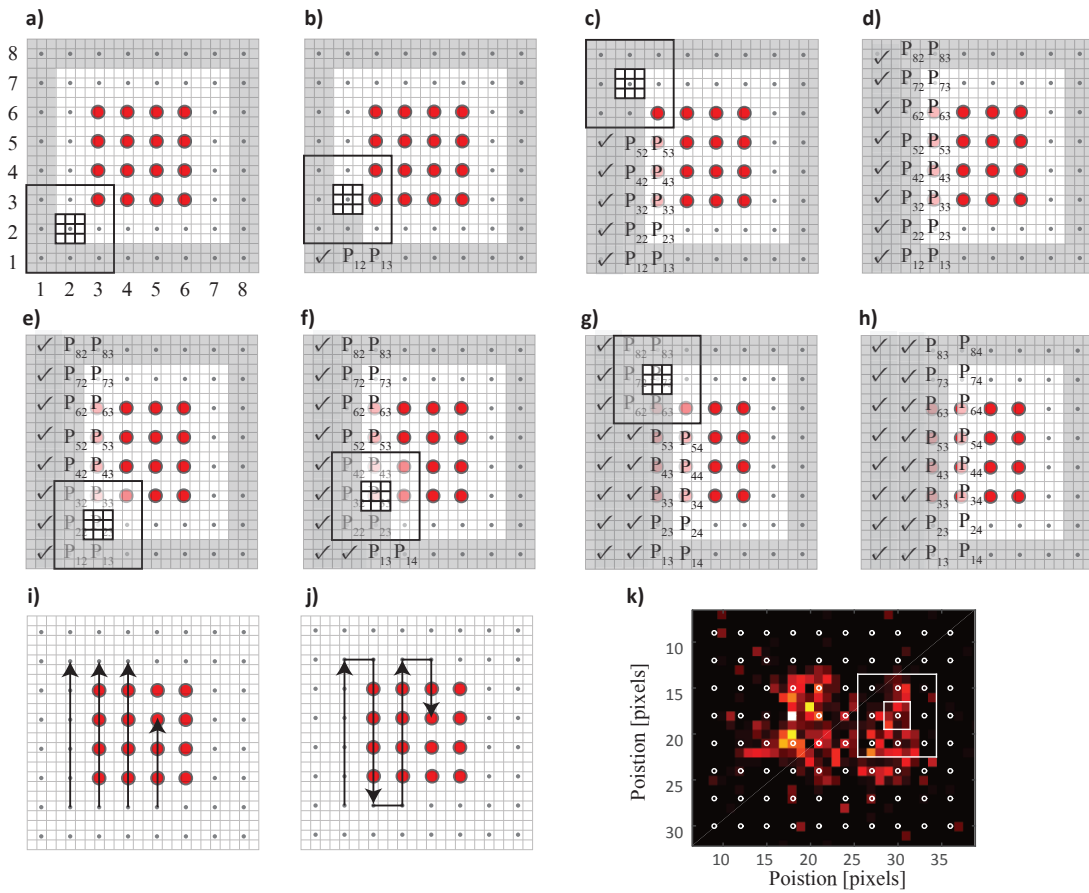 a)
8
7
6
5
4
3
2
1
1 2 3 4 5 6 7 8
b)
✓ P12 P13
c)
✓ P52 P53
✓ P42 P43
✓ P32 P33
✓ P22 P23
✓ P12 P13
d)
✓ P82 P83
✓ P72 P73
✓ P62 P63
✓ P52 P53
✓ P42 P43
✓ P32 P33
✓ P22 P23
✓ P12 P13
e)
✓ P82 P83
✓ P72 P73
✓ P62 P63
✓ P52 P53
✓ P42 P43
✓ P32 P33
✓
✓ P12 P13
f)
✓ P82 P83
✓ P72 P73
✓ P62 P63
✓ P52 P53
✓ P42 P43
✓
✓ P22 P23
✓ ✓ P13 P14
g)
✓ P82 P83
✓
✓ P62 P63
✓ ✓ P53 P54
✓ ✓ P43 P44
✓ ✓ P33 P34
✓ ✓ P23 P24
✓ ✓ P13 P14
h)
✓ ✓ P83 P84
✓ ✓ P73 P74
✓ ✓ P63 P64
✓ ✓ P53 P54
✓ ✓ P43 P44
✓ ✓ P33 P34
✓ ✓ P23 P24
✓ ✓ P13 P14
i)
j)
k)
Poistion [pixels]
10
15
20
25
30
10 15 20 25 30 35
Poistion [pixels]